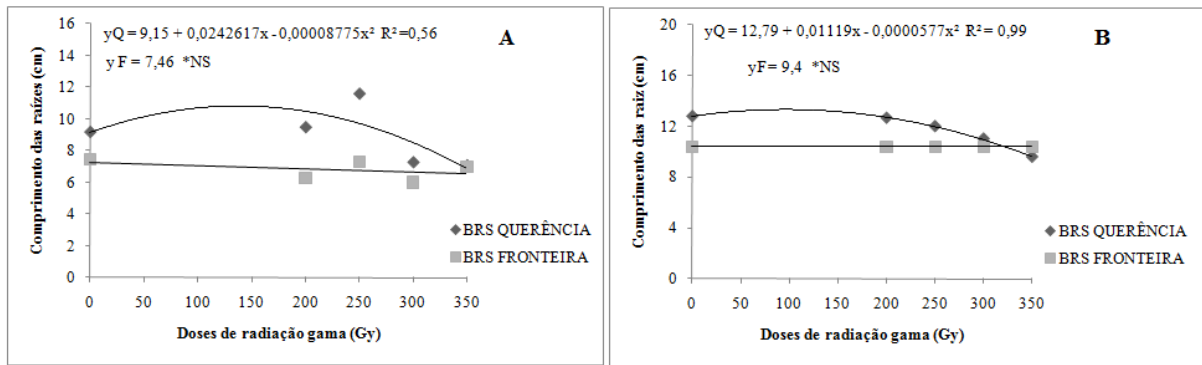 yQ = 9,15 + 0,0242617x - 0,00008775x² R²=0,56
A
y F = 7,46 *NS
Comprimento das raízes (cm)
16
14
12
10
8
6
4
2
0
0 50 100 150 200 250 300 350
BRS QUERÊNCIA
BRS FRONTEIRA
Doses de radiação gama (Gy)
yQ = 12,79 + 0,01119x - 0,0000577x² R²= 0,99
B
yF= 9,4 *NS
Comprimento das raiz (cm)
20
16
12
8
4
0
0 50 100 150 200 250 300 350
BRS QUERÊNCIA
BRS FRONTEIRA
Doses de radiação gama (Gy)